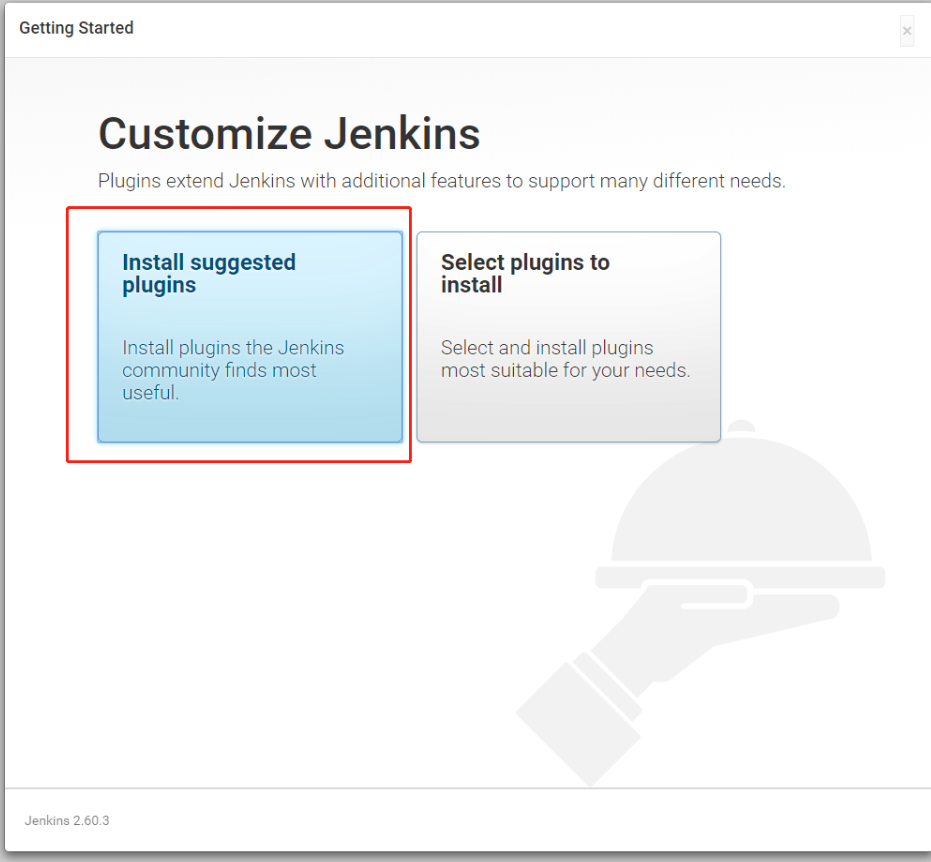 Getting Started
×
Customize Jenkins
Plugins extend Jenkins with additional features to support many different needs.
Install suggested
plugins
Install plugins the Jenkins
community finds most
useful.
Select plugins to
install
Select and install plugins
most suitable for your needs.
Jenkins 2.60.3